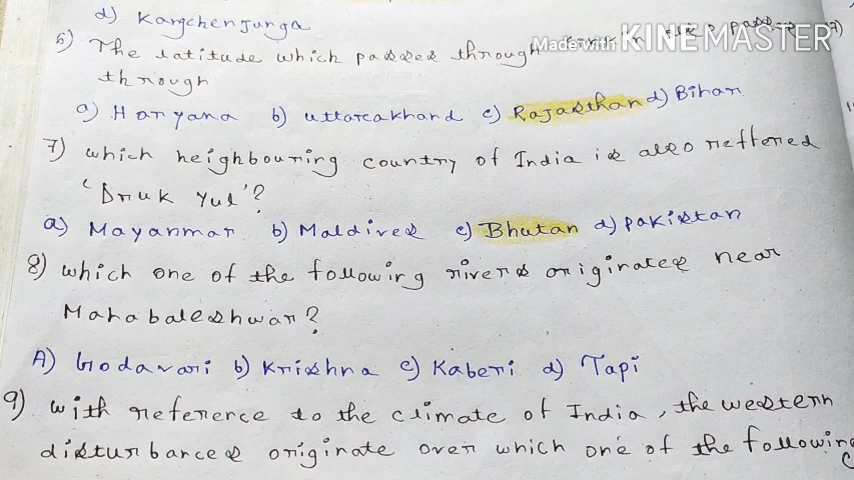 d) Kangchenjunga
6) The latitude which passes through
through
a) Haryana b) uttarakhand c) Rajasthan d) Bihar
7) which neighbouring country of India is also reffered
'Druk Yul'?
a) Mayanmar b) Maldives c) Bhutan d) pakistan
8) which one of the following rivers originates near
Mahabaleshwar?
A) Godavari b) Krishna c) Kaberi d) Tapi
9) with reference to the climate of India, the western
disturbances originate over which one of the following
Made with KINEMASTER